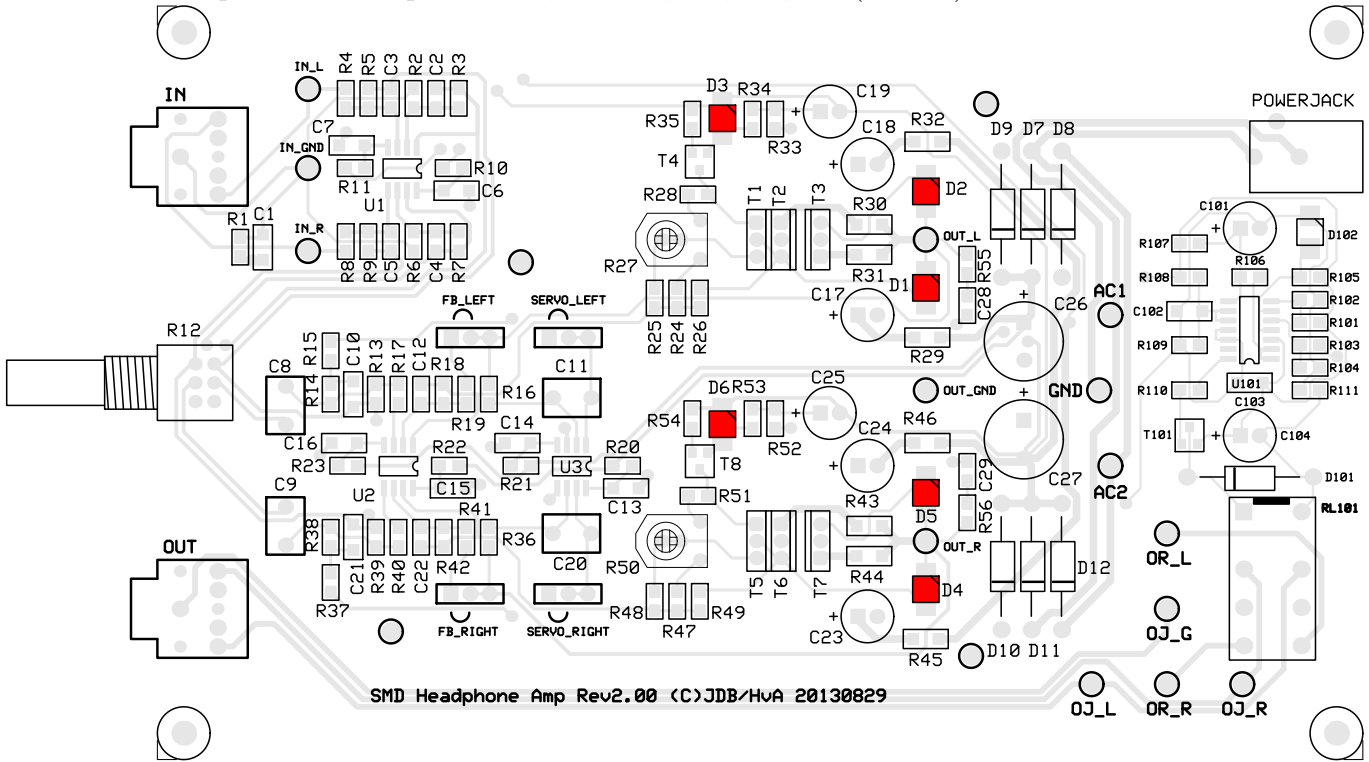 IN_L
R4
R5
C3
R2
C2
R3
IN
C7
IN_GND
R11
R10
C6
U1
R1
C1
IN_R
R8
R9
C5
R6
C4
R7
D3
R34
C19
R35
R33
C18
R32
T4
R28
D2
T1
T2
T3
R30
OUT_L
R27
R31
D1
R55
C17
C28
R25
R24
R26
R29
D9
D7
D8
C26
POWERJACK
C101
D102
R107
R106
R108
R105
AC1
C102
R102
R101
R109
R103
R104
R110
U101
R111
GND
C103
T101
C104
D101
AC2
RL101
FB_LEFT
SERVO_LEFT
R12
R15
C10
R13
R17
C12
R18
C8
R14
R16
C11
R19
C14
C16
R22
R20
R23
R21
U3
C15
U2
C13
C9
R41
R38
R36
C21
R39
R40
C22
R42
C20
R37
OUT
FB_RIGHT
SERVO_RIGHT
D6
R53
C25
R54
R52
C24
R46
OUT_GND
T8
R51
C29
C27
R43
D5
R56
OUT_R
R50
T5
T6
T7
R44
D4
R48
R47
R49
C23
R45
D12
D10
D11
OR_L
OJ_G
OJ_L
OR_R
OJ_R
SMD Headphone Amp Rev2.00 (C)JDB/HvA 20130829